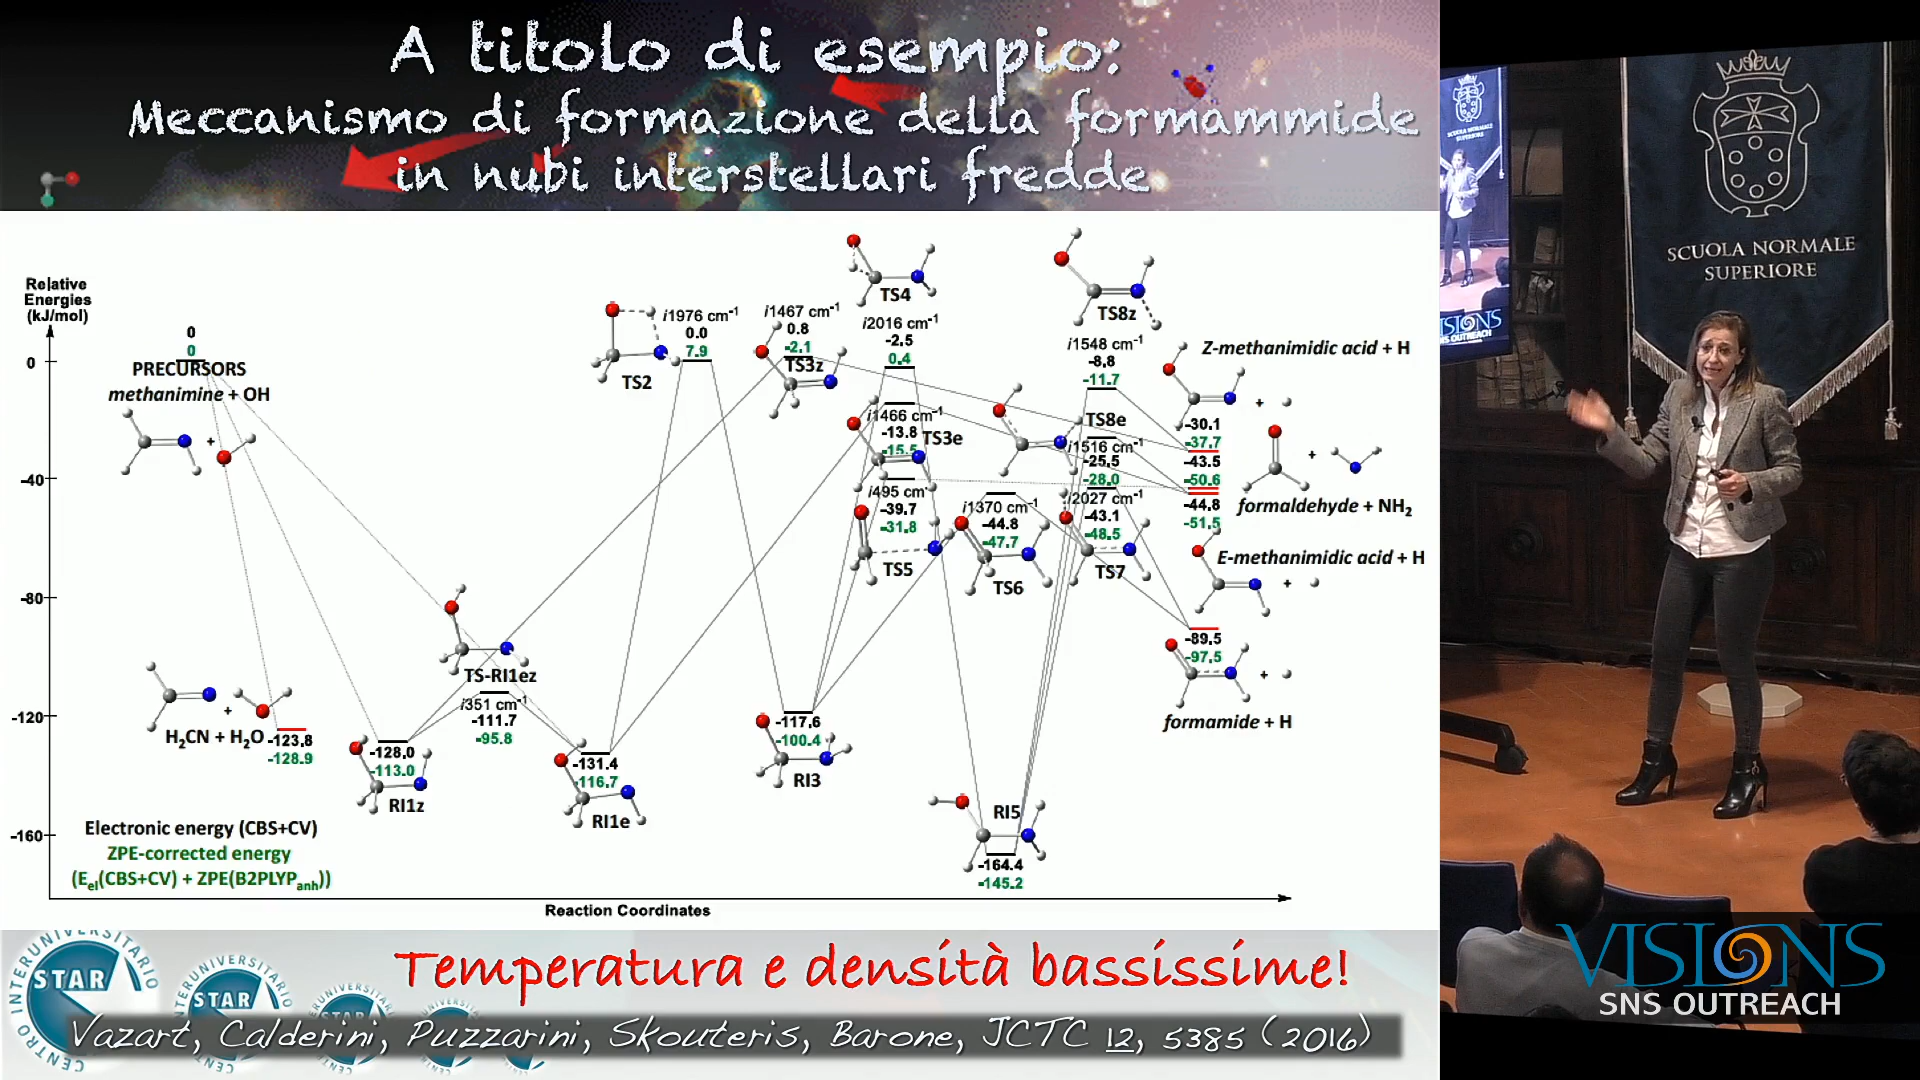 A titolo di esempio:
Meccanismo di formazione della formammide
in nubi interstellari fredde
Relative
Energies
(kJ/mol)
0
-40
-80
-120
-160
0
0
PRECURSORS
methanimine + OH
+
+
H₂CN + H₂O
-123.8
-128.9
-128.0
-113.0
RI1z
TS-RI1ez
i351 cm⁻¹
-111.7
-95.8
-131.4
-116.7
RI1e
TS2
i1976 cm⁻¹
0.0
7.9
i1467 cm⁻¹
0.8
-2.1
TS3z
-117.6
-100.4
RI3
TS4
i2016 cm⁻¹
-2.5
0.4
i1466 cm⁻¹
-13.8
-15.5
TS3e
i495 cm⁻¹
-39.7
-31.8
TS5
i1370 cm⁻¹
-44.8
-47.7
TS6
RI5
-164.4
-145.2
TS8z
i1548 cm⁻¹
-8.8
-11.7
TS8e
i1516 cm⁻¹
-25.5
-28.0
i2027 cm⁻¹
-43.1
-48.5
TS7
Z-methanimidic acid + H
+
-30.1
-37.7
-43.5
-50.6
+
formaldehyde + NH₂
-44.8
-51.5
E-methanimidic acid + H
+
-89.5
-97.5
+
formamide + H
Electronic energy (CBS+CV)
ZPE-corrected energy
(Eel(CBS+CV) + ZPE(B2PLYPanh))
Reaction Coordinates
Temperatura e densità bassissime!
Vazart, Calderini, Puzzarini, Skouteris, Barone, JCTC 12, 5385 (2016)
CENTRO INTERUNIVERSITARIO
STAR
STAR
STAR
STAR
SCUOLA NORMALE
SUPERIORE
VISIONS
SNS OUTREACH